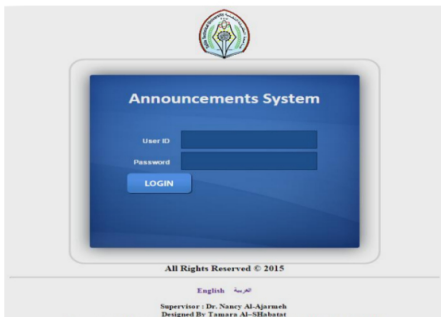 Announcements System
User ID
Password
LOGIN
All Rights Reserved © 2015
English العربية
Supervisor : Dr. Nancy Al-Ajarmeh
Designed By Tamara Al-SHabatat